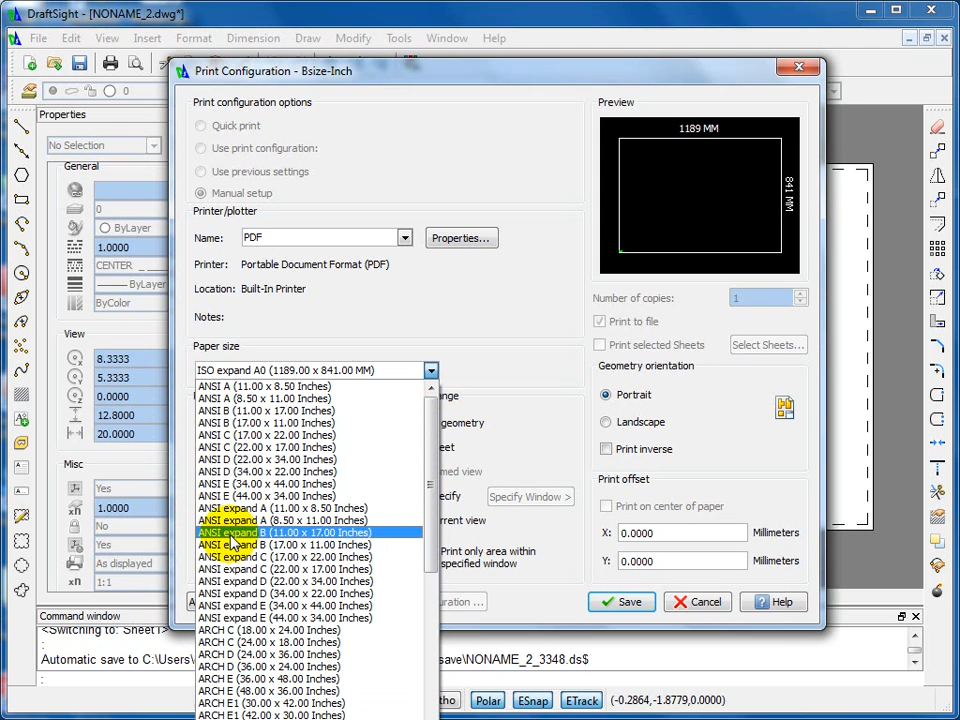 DraftSight - [NONAME_2.dwg*]
File Edit View Insert Format Dimension Draw Modify Tools Window Help
0
Print Configuration - Bsize-Inch
Properties
No Selection
General
0
ByLayer
1.0000
CENTER
ByLayer
ByColor
View
8.3333
5.3333
0.0000
12.8000
20.0000
Misc
Yes
1.0000
No
Yes
As displayed
1:1
Print configuration options
Quick print
Use print configuration:
Use previous settings
Manual setup
Printer/plotter
Name: PDF Properties...
Printer: Portable Document Format (PDF)
Location: Built-In Printer
Notes:
Paper size
ISO expand A0 (1189.00 x 841.00 MM)
ANSI A (11.00 x 8.50 Inches)
ANSI A (8.50 x 11.00 Inches)
ANSI B (11.00 x 17.00 Inches)
ANSI B (17.00 x 11.00 Inches)
ANSI C (17.00 x 22.00 Inches)
ANSI C (22.00 x 17.00 Inches)
ANSI D (22.00 x 34.00 Inches)
ANSI D (34.00 x 22.00 Inches)
ANSI E (34.00 x 44.00 Inches)
ANSI E (44.00 x 34.00 Inches)
ANSI expand A (11.00 x 8.50 Inches)
ANSI expand A (8.50 x 11.00 Inches)
ANSI expand B (11.00 x 17.00 Inches)
ANSI expand B (17.00 x 11.00 Inches)
ANSI expand C (17.00 x 22.00 Inches)
ANSI expand C (22.00 x 17.00 Inches)
ANSI expand D (22.00 x 34.00 Inches)
ANSI expand D (34.00 x 22.00 Inches)
ANSI expand E (34.00 x 44.00 Inches)
ANSI expand E (44.00 x 34.00 Inches)
ARCH C (18.00 x 24.00 Inches)
ARCH C (24.00 x 18.00 Inches)
ARCH D (24.00 x 36.00 Inches)
ARCH D (36.00 x 24.00 Inches)
ARCH E (36.00 x 48.00 Inches)
ARCH E (48.00 x 36.00 Inches)
ARCH E1 (30.00 x 42.00 Inches)
ARCH E1 (42.00 x 30.00 Inches)
geometry
Specify Window >
Print only area within
specified window
Preview
1189 MM
841 MM
Number of copies: 1
Print to file
Print selected Sheets Select Sheets...
Geometry orientation
Portrait
Landscape
Print inverse
Print offset
Print on center of paper
X: 0.0000 Millimeters
Y: 0.0000 Millimeters
Save Cancel Help
Command window
<Switching to: Sheet1>
:
Automatic save to C:\Users\
save\NONAME_2_3348.ds$
:
Polar ESnap ETrack (-0.2864,-1.8779,0.0000)